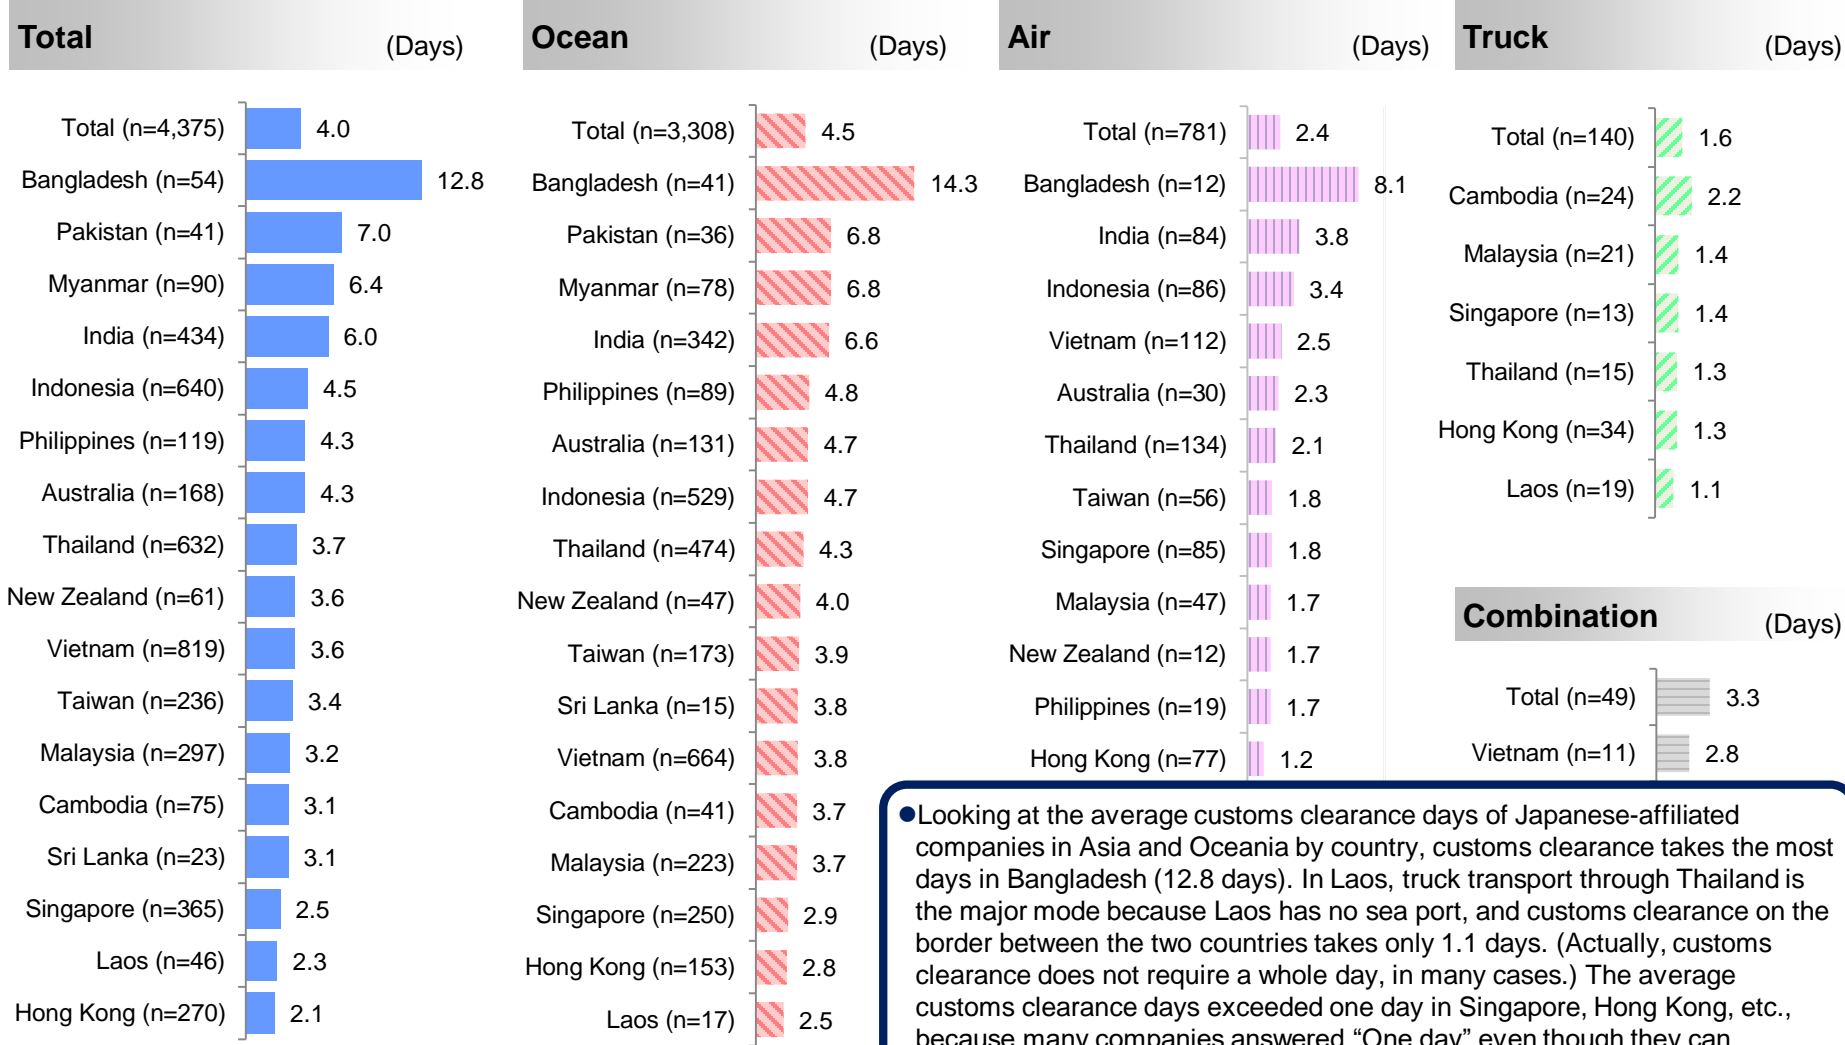 Total (Days)
Total (n=4,375) 4.0
Bangladesh (n=54) 12.8
Pakistan (n=41) 7.0
Myanmar (n=90) 6.4
India (n=434) 6.0
Indonesia (n=640) 4.5
Philippines (n=119) 4.3
Australia (n=168) 4.3
Thailand (n=632) 3.7
New Zealand (n=61) 3.6
Vietnam (n=819) 3.6
Taiwan (n=236) 3.4
Malaysia (n=297) 3.2
Cambodia (n=75) 3.1
Sri Lanka (n=23) 3.1
Singapore (n=365) 2.5
Laos (n=46) 2.3
Hong Kong (n=270) 2.1
Ocean (Days)
Total (n=3,308) 4.5
Bangladesh (n=41) 14.3
Pakistan (n=36) 6.8
Myanmar (n=78) 6.8
India (n=342) 6.6
Philippines (n=89) 4.8
Australia (n=131) 4.7
Indonesia (n=529) 4.7
Thailand (n=474) 4.3
New Zealand (n=47) 4.0
Taiwan (n=173) 3.9
Sri Lanka (n=15) 3.8
Vietnam (n=664) 3.8
Cambodia (n=41) 3.7
Malaysia (n=223) 3.7
Singapore (n=250) 2.9
Hong Kong (n=153) 2.8
Laos (n=17) 2.5
Air (Days)
Total (n=781) 2.4
Bangladesh (n=12) 8.1
India (n=84) 3.8
Indonesia (n=86) 3.4
Vietnam (n=112) 2.5
Australia (n=30) 2.3
Thailand (n=134) 2.1
Taiwan (n=56) 1.8
Singapore (n=85) 1.8
Malaysia (n=47) 1.7
New Zealand (n=12) 1.7
Philippines (n=19) 1.7
Hong Kong (n=77) 1.2
Truck (Days)
Total (n=140) 1.6
Cambodia (n=24) 2.2
Malaysia (n=21) 1.4
Singapore (n=13) 1.4
Thailand (n=15) 1.3
Hong Kong (n=34) 1.3
Laos (n=19) 1.1
Combination (Days)
Total (n=49) 3.3
Vietnam (n=11) 2.8
●Looking at the average customs clearance days of Japanese-affiliated
companies in Asia and Oceania by country, customs clearance takes the most
days in Bangladesh (12.8 days). In Laos, truck transport through Thailand is
the major mode because Laos has no sea port, and customs clearance on the
border between the two countries takes only 1.1 days. (Actually, customs
clearance does not require a whole day, in many cases.) The average
customs clearance days exceeded one day in Singapore, Hong Kong, etc.,
because many companies answered “One day” even though they can